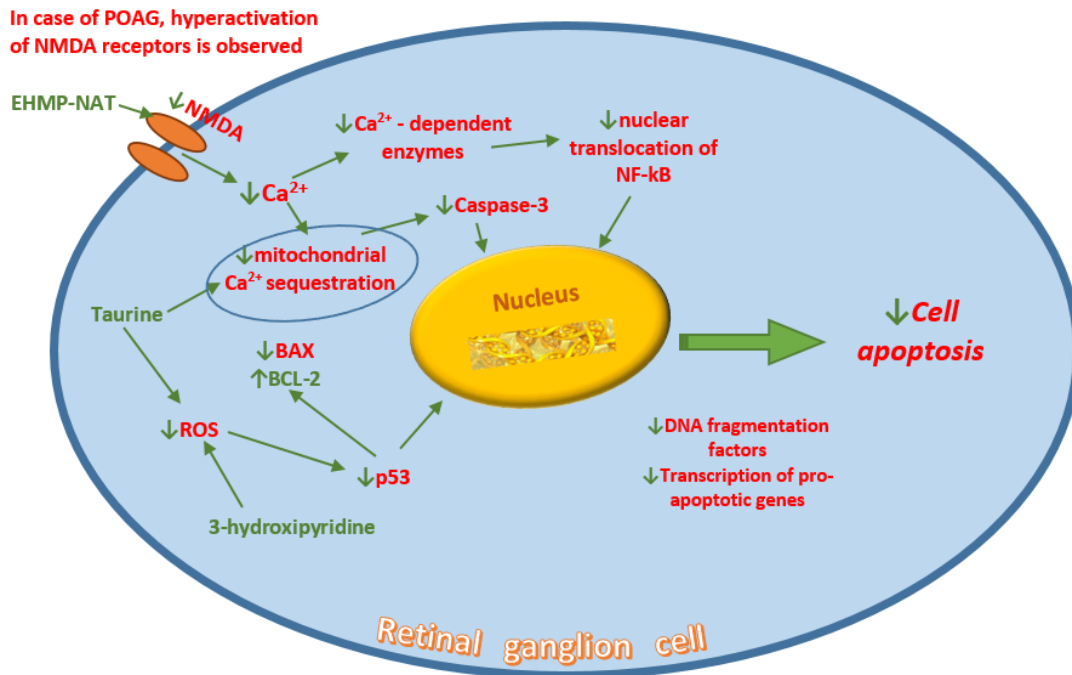 In case of POAG, hyperactivation
of NMDA receptors is observed
EHMP-NAT
↓NMDA
↓Ca²⁺ - dependent
enzymes
↓nuclear
translocation of
NF-kB
↓Ca²⁺
↓Caspase-3
↓mitochondrial
Ca²⁺ sequestration
Nucleus
Taurine
↓Cell
apoptosis
↓BAX
↑BCL-2
↓ROS
↓p53
↓DNA fragmentation
factors
↓Transcription of pro-
apoptotic genes
3-hydroxipyridine
Retinal ganglion cell